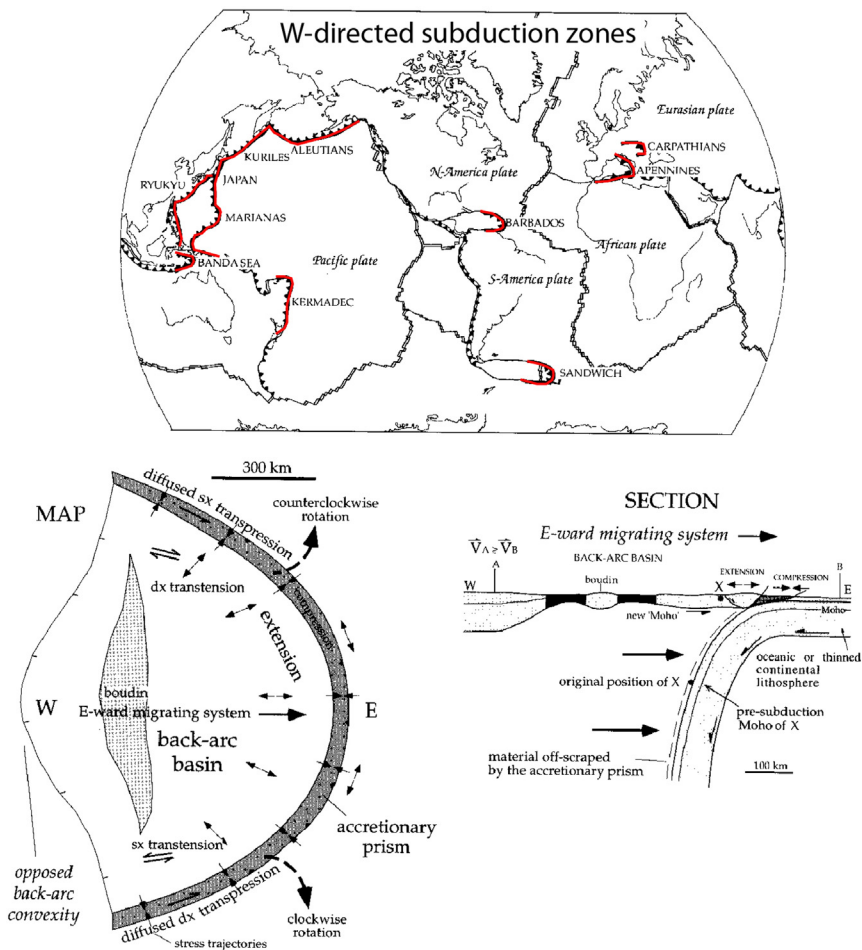 W-directed subduction zones
Eurasian plate
CARPATHIANS
ALEUTIANS
KURILES
APENNINES
N-America plate
RYUKYU
JAPAN
MARIANAS
BARBADOS
African plate
BANDA SEA
Pacific plate
S-America plate
KERMADEC
SANDWICH
300 km
MAP
diffused sx transpression
counterclockwise
rotation
dx transtension
compression
extension
boudin
W
E-ward migrating system
E
back-arc
basin
accretionary
prism
sx transtension
opposed
back-arc
convexity
diffused dx transpression
clockwise
rotation
stress trajectories
SECTION
E-ward migrating system
V⃗A ≥ V⃗B
BACK-ARC BASIN
A
W
boudin
X
EXTENSION
COMPRESSION
B
E
new 'Moho'
Moho
oceanic or thinned
continental
lithosphere
original position of X
pre-subduction
Moho of X
material off-scraped
by the accretionary prism
100 km